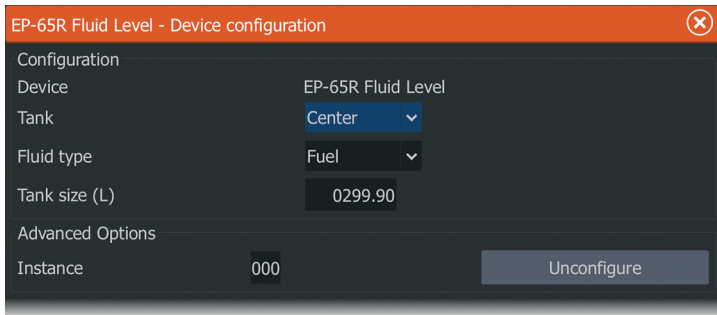 EP-65R Fluid Level - Device configuration
Configuration
Device EP-65R Fluid Level
Tank Center
Fluid type Fuel
Tank size (L) 0299.90
Advanced Options
Instance 000 Unconfigure